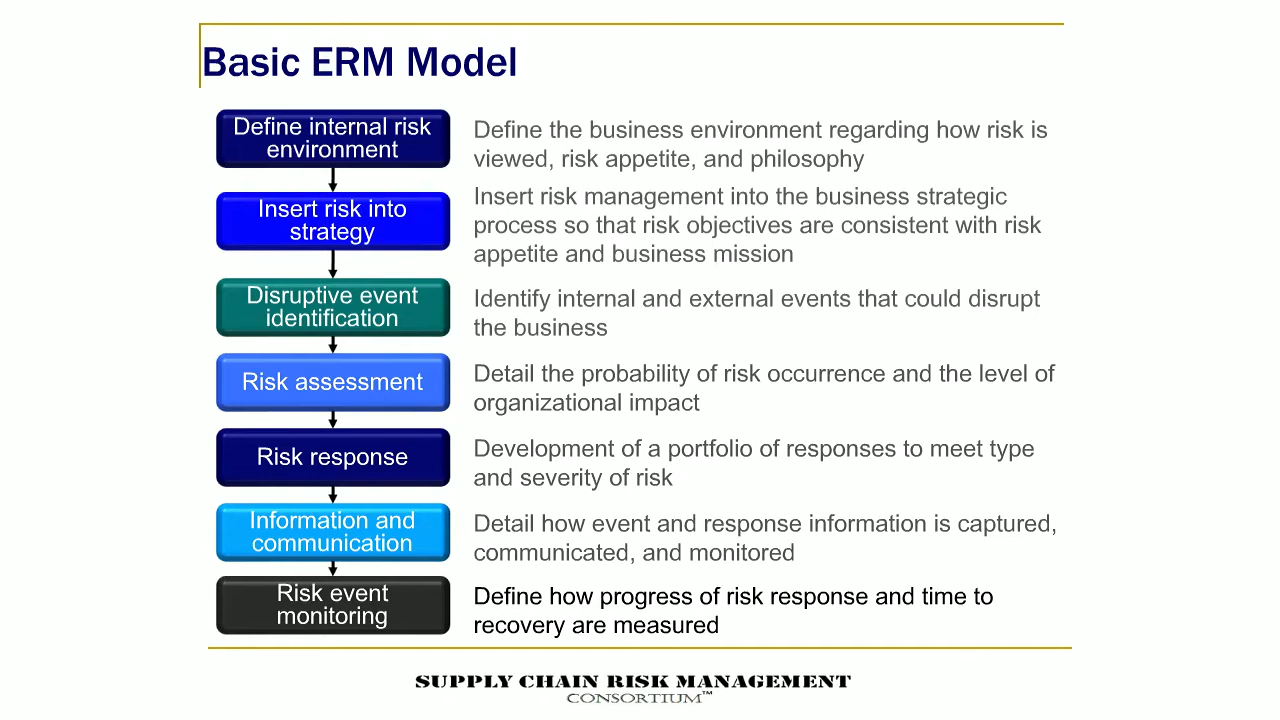 Basic ERM Model
Define internal risk
environment
Define the business environment regarding how risk is
viewed, risk appetite, and philosophy
Insert risk into
strategy
Insert risk management into the business strategic
process so that risk objectives are consistent with risk
appetite and business mission
Disruptive event
identification
Identify internal and external events that could disrupt
the business
Risk assessment
Detail the probability of risk occurrence and the level of
organizational impact
Risk response
Development of a portfolio of responses to meet type
and severity of risk
Information and
communication
Detail how event and response information is captured,
communicated, and monitored
Risk event
monitoring
Define how progress of risk response and time to
recovery are measured
SUPPLY CHAIN RISK MANAGEMENT
CONSORTIUM™